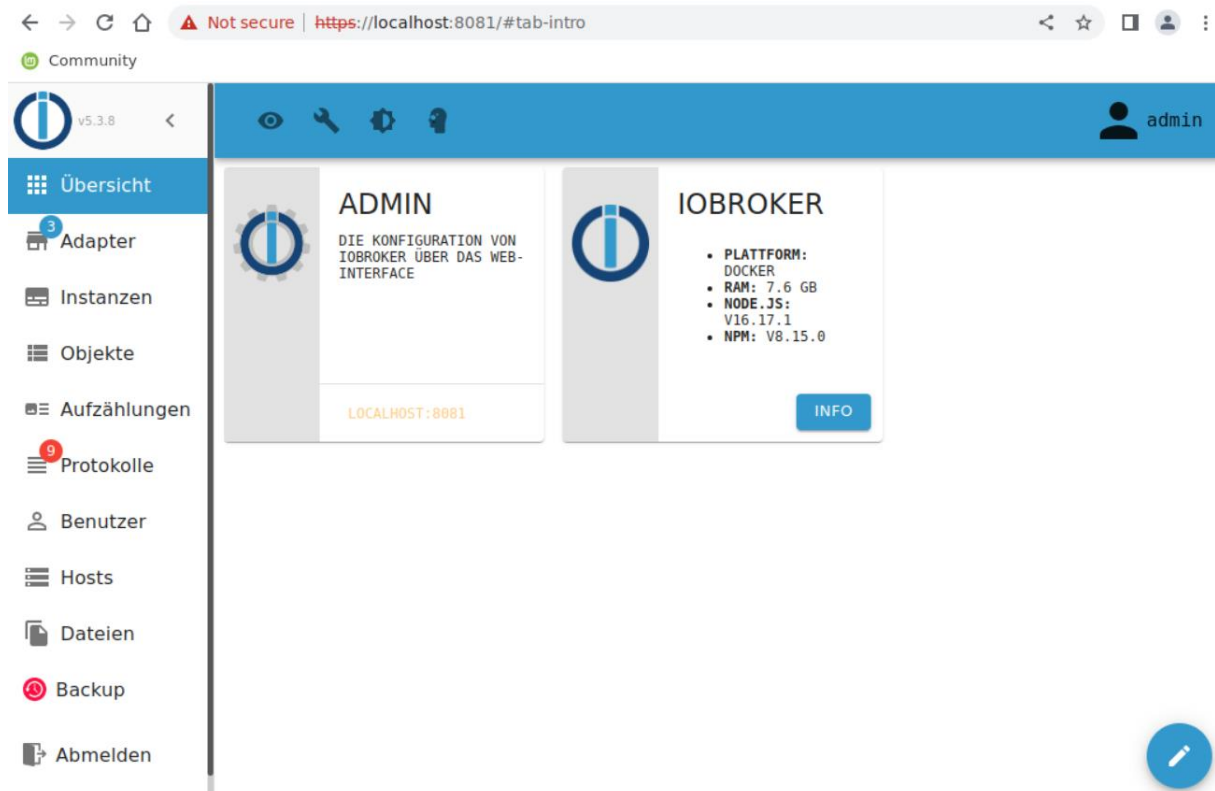 Not secure | https://localhost:8081/#tab-intro
Community
v5.3.8
admin
Übersicht
3
Adapter
Instanzen
Objekte
Aufzählungen
9
Protokolle
Benutzer
Hosts
Dateien
Backup
Abmelden
ADMIN
DIE KONFIGURATION VON
IOBROKER ÜBER DAS WEB-
INTERFACE
LOCALHOST:8081
IOBROKER
• PLATTFORM:
DOCKER
• RAM: 7.6 GB
• NODE.JS:
V16.17.1
• NPM: V8.15.0
INFO